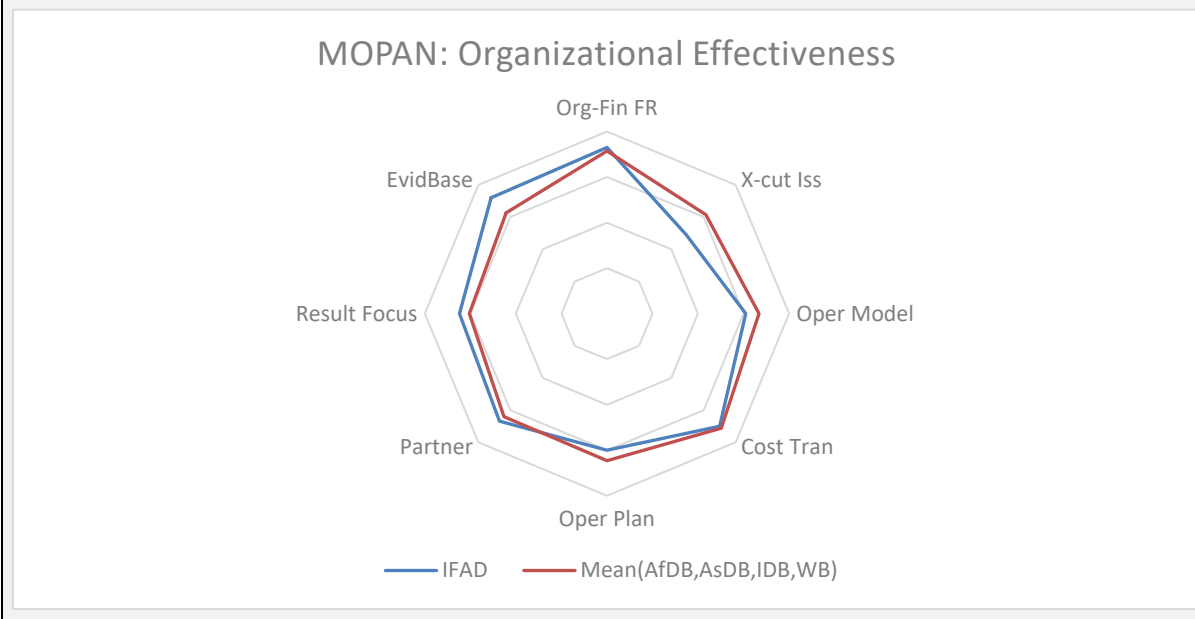 MOPAN: Organizational Effectiveness
Org-Fin FR
EvidBase
X-cut Iss
Result Focus
Oper Model
Partner
Cost Tran
Oper Plan
IFAD
Mean(AfDB,AsDB,IDB,WB)